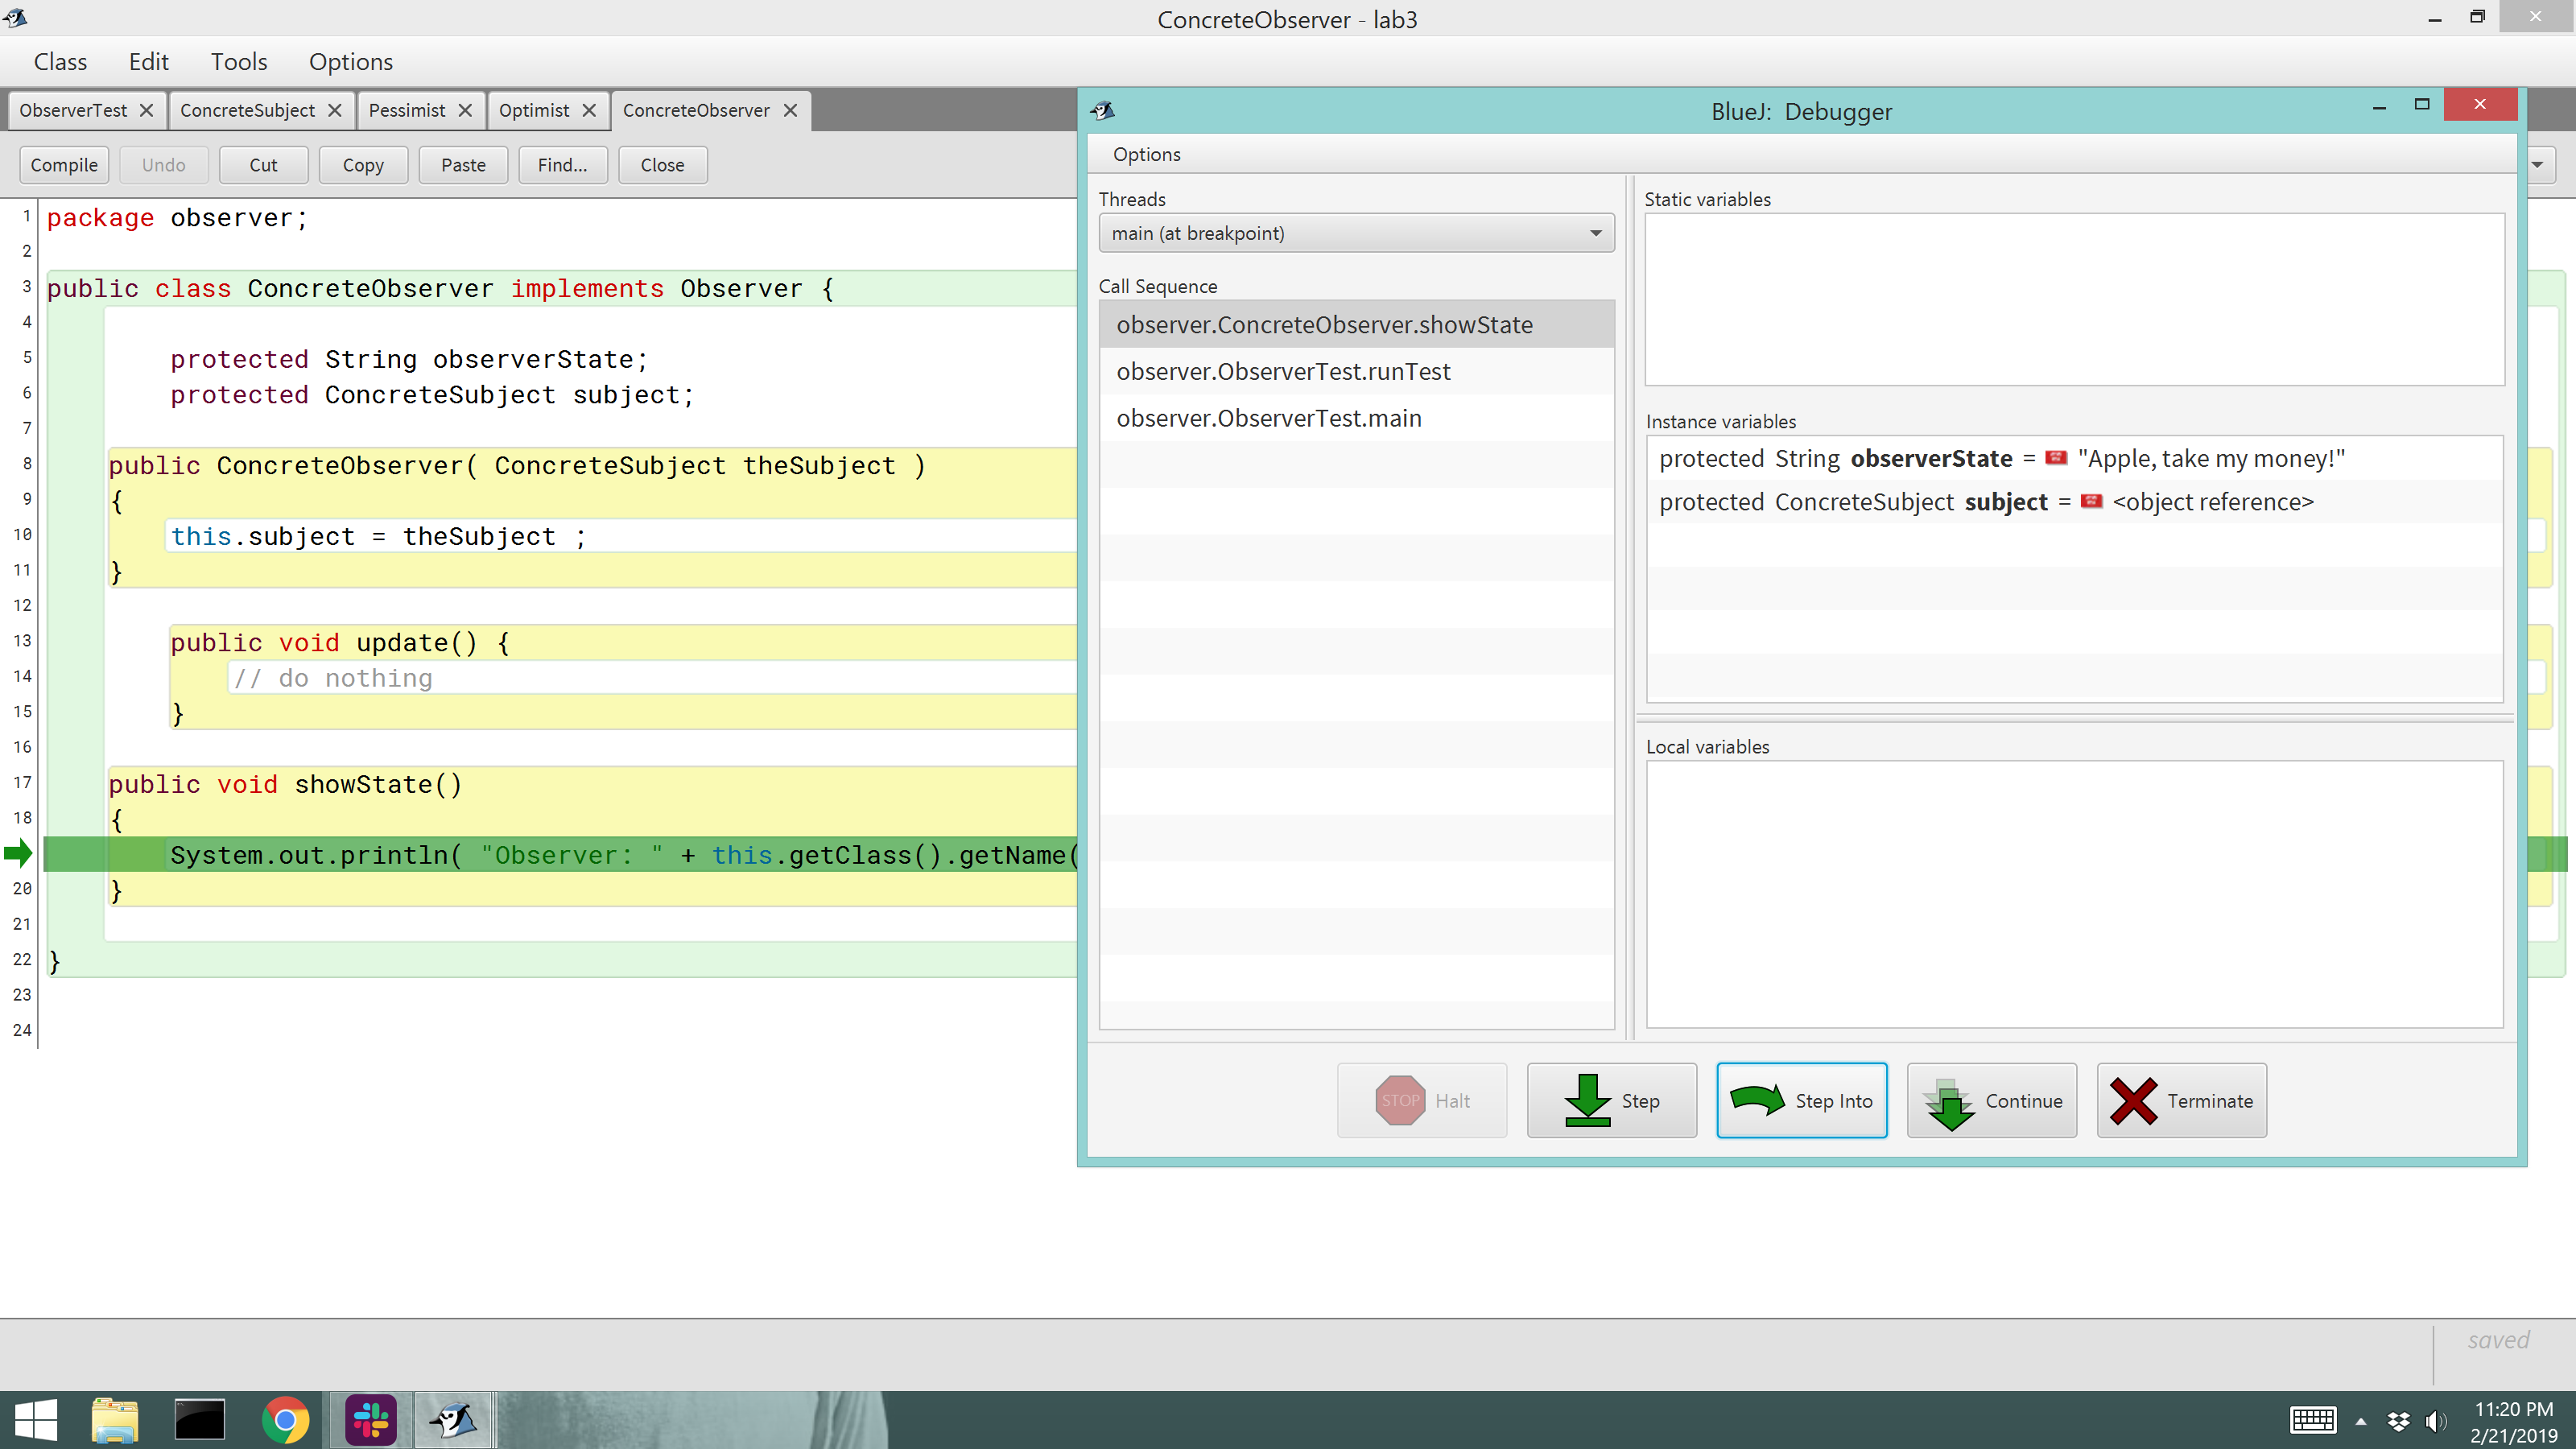 ConcreteObserver - lab3
Class Edit Tools Options
ObserverTest ConcreteSubject Pessimist Optimist ConcreteObserver
Compile Undo Cut Copy Paste Find... Close
1 package observer;
2
3 public class ConcreteObserver implements Observer {
4
5 protected String observerState;
6 protected ConcreteSubject subject;
7
8 public ConcreteObserver( ConcreteSubject theSubject )
9 {
10 this.subject = theSubject ;
11 }
12
13 public void update() {
14 // do nothing
15 }
16
17 public void showState()
18 {
System.out.println( "Observer: " + this.getClass().getName(
20 }
21
22 }
23
24
BlueJ: Debugger
Options
Threads
main (at breakpoint)
Call Sequence
observer.ConcreteObserver.showState
observer.ObserverTest.runTest
observer.ObserverTest.main
Static variables
Instance variables
protected String observerState = "Apple, take my money!"
protected ConcreteSubject subject = <object reference>
Local variables
STOP Halt Step Step Into Continue Terminate
saved
11:20 PM
2/21/2019